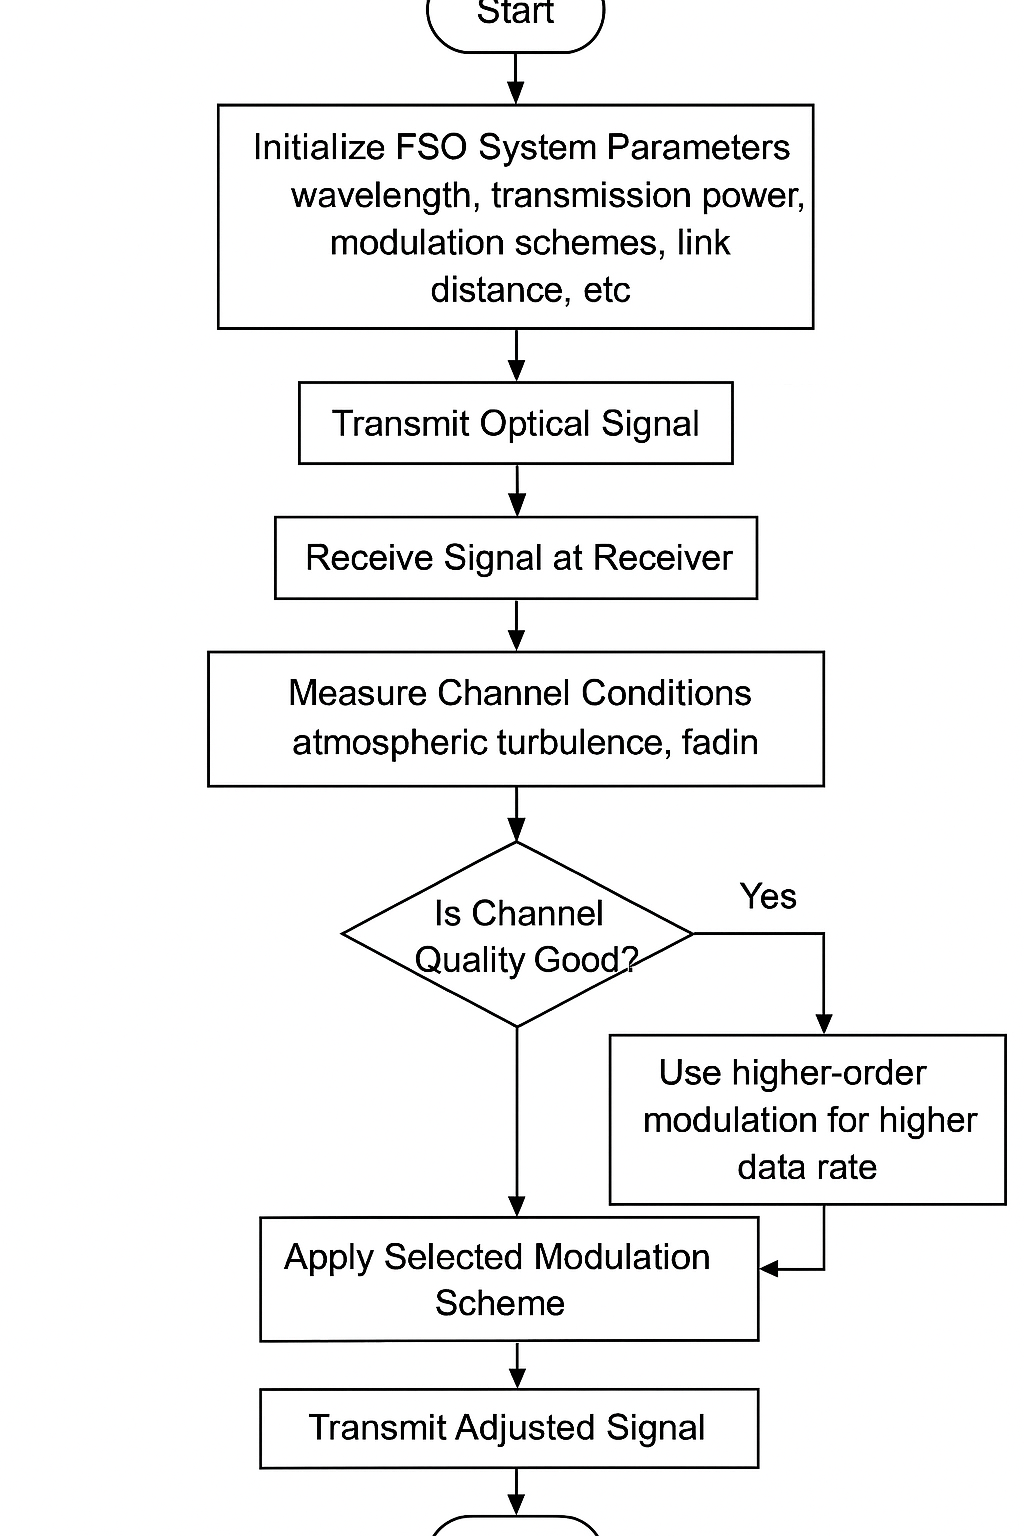 Start
Initialize FSO System Parameters
wavelength, transmission power,
modulation schemes, link
distance, etc
Transmit Optical Signal
Receive Signal at Receiver
Measure Channel Conditions
atmospheric turbulence, fadin
Is Channel
Quality Good?
Yes
Use higher-order
modulation for higher
data rate
Apply Selected Modulation
Scheme
Transmit Adjusted Signal